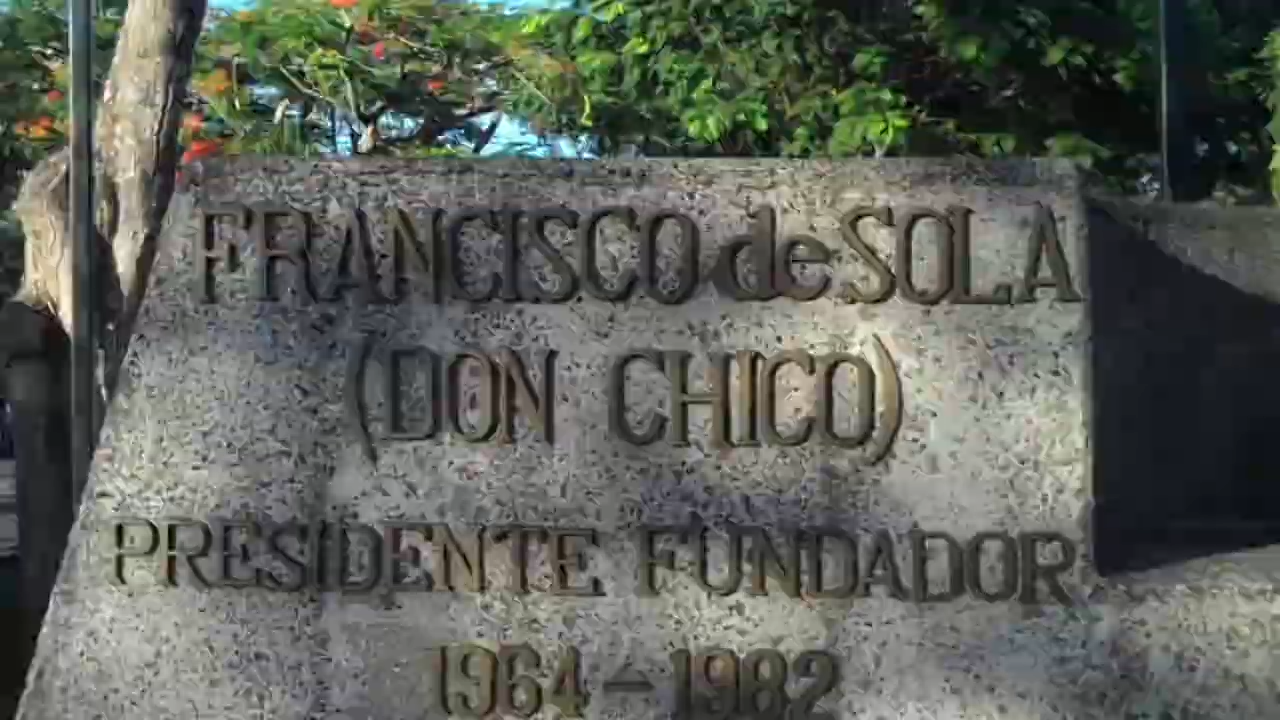 FRANCISCO de SOLA
(DON CHICO)
PRESIDENTE FUNDADOR
1964 - 1982